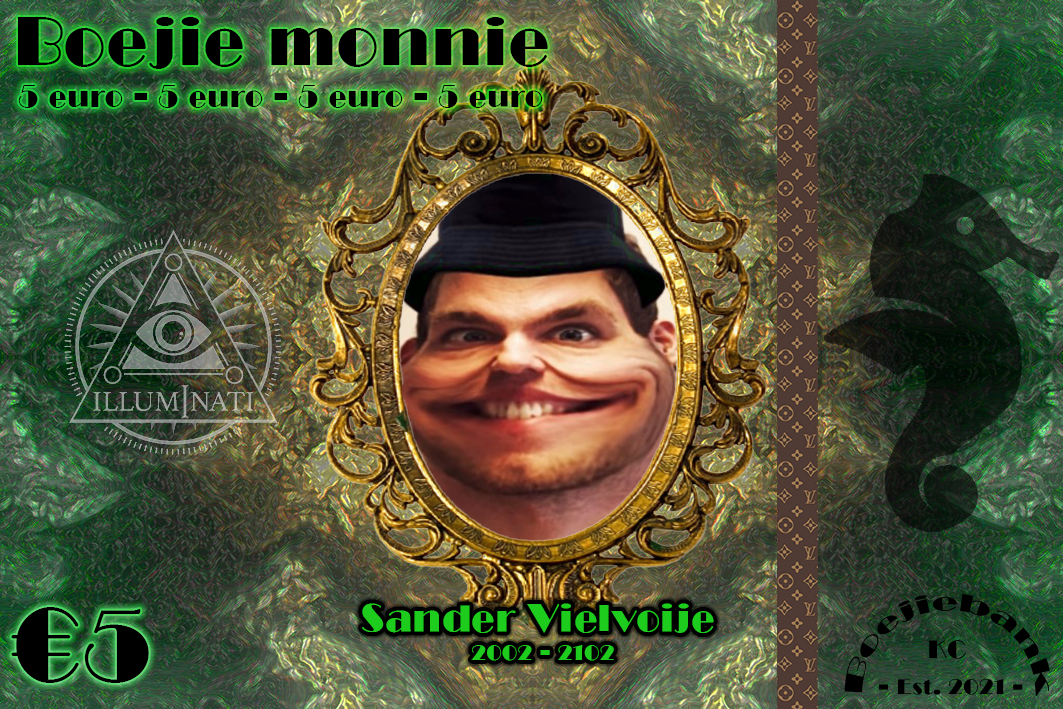 Boejie monnie
5 euro - 5 euro - 5 euro - 5 euro
ILLUMINATI
Sander Vielvoije
2002 - 2102
€5
Boejiebank
KC
- Est. 2021 -